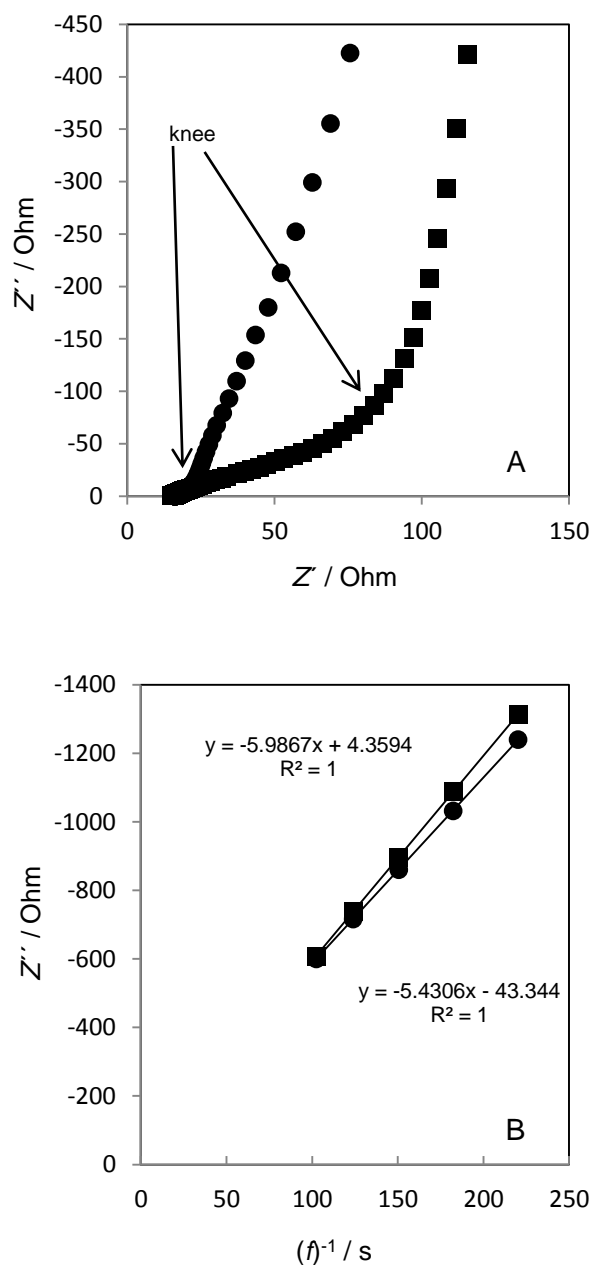 -450
-400
-350
-300
-250
-200
-150
-100
-50
0
Z´´ / Ohm
knee
A
0 50 100 150
Z´ / Ohm
-1400
-1200
-1000
-800
-600
-400
-200
0
Z´´ / Ohm
y = -5.9867x + 4.3594
R² = 1
y = -5.4306x - 43.344
R² = 1
B
0 50 100 150 200 250
(f)-1 / s